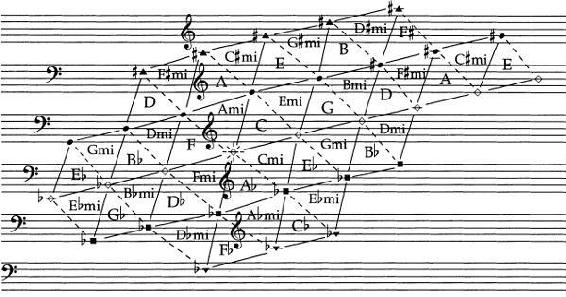 D♯mi F♯
G♯mi B
C♯mi E F♯mi C♯mi E
F♯mi A Bmi D A
D Ami Emi G Dmi
Dmi F C Gmi B♭
Gmi B♭ Cmi E♭
E♭ B♭mi Fmi A♭ E♭mi
E♭mi G♭ D♭ A♭mi C♭
D♭mi F♭